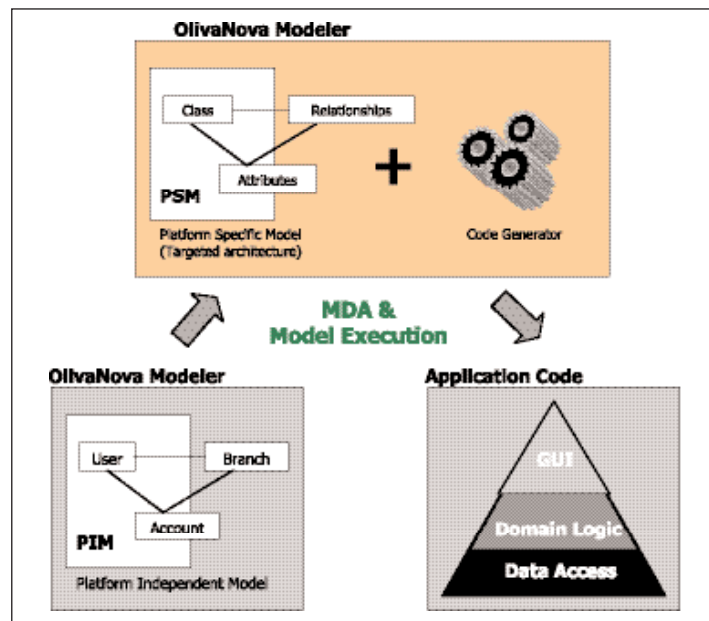 OlivaNova Modeler
Class
Relationships
Attributes
PSM
+
Platform Specific Model
(Targeted architecture)
Code Generator
MDA &
Model Execution
OlivaNova Modeler
User
Branch
Account
PIM
Platform Independent Model
Application Code
GUI
Domain Logic
Data Access